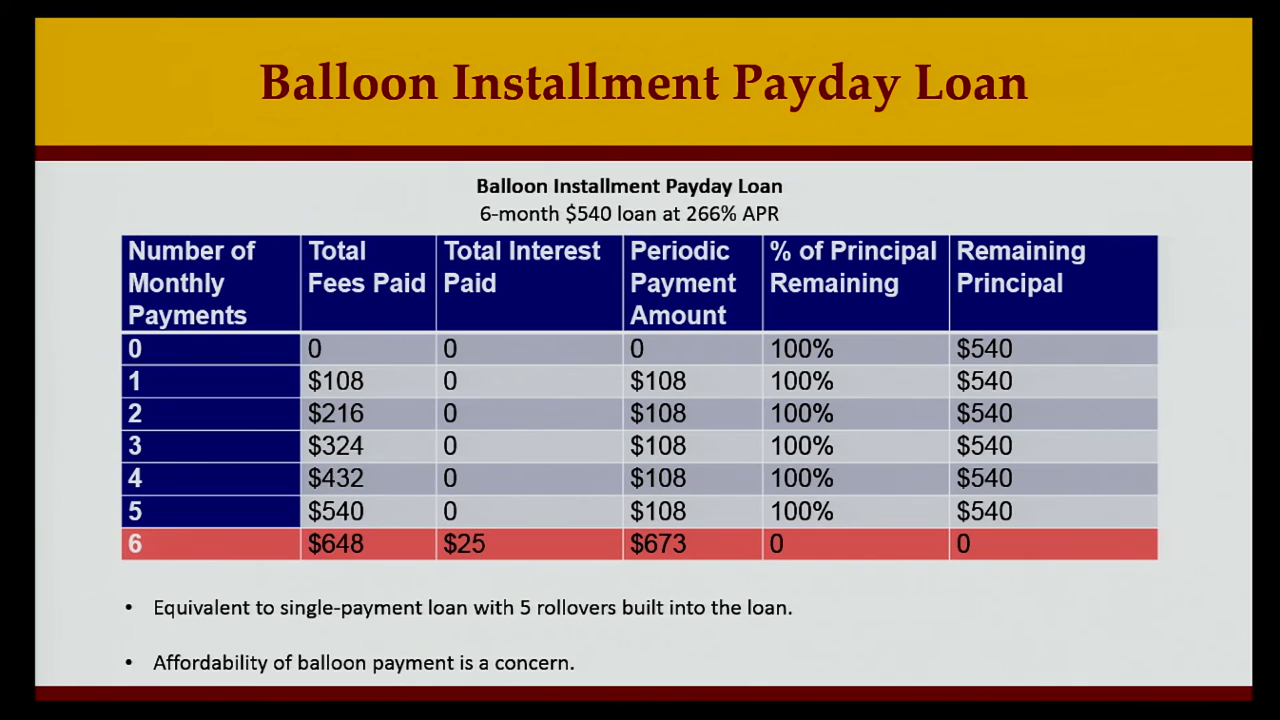 Balloon Installment Payday Loan
Balloon Installment Payday Loan
6-month $540 loan at 266% APR
Number of Monthly Payments Total Fees Paid Total Interest Paid Periodic Payment Amount % of Principal Remaining Remaining Principal
0 0 0 0 100% $540
1 $108 0 $108 100% $540
2 $216 0 $108 100% $540
3 $324 0 $108 100% $540
4 $432 0 $108 100% $540
5 $540 0 $108 100% $540
6 $648 $25 $673 0 0
• Equivalent to single-payment loan with 5 rollovers built into the loan.
• Affordability of balloon payment is a concern.